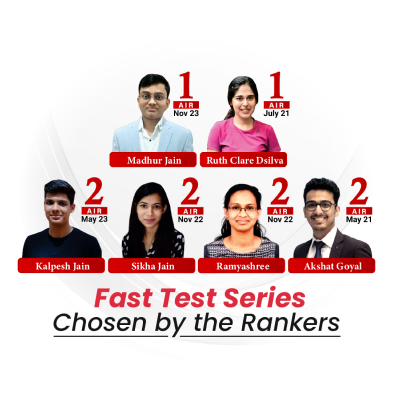 1
AIR
Nov 23
Madhur Jain
1
AIR
July 21
Ruth Clare Dsilva
2
AIR
May 23
Kalpesh Jain
2
AIR
Nov 22
Sikha Jain
2
AIR
Nov 22
Ramyashree
2
AIR
May 21
Akshat Goyal
Fast Test Series
Chosen by the Rankers